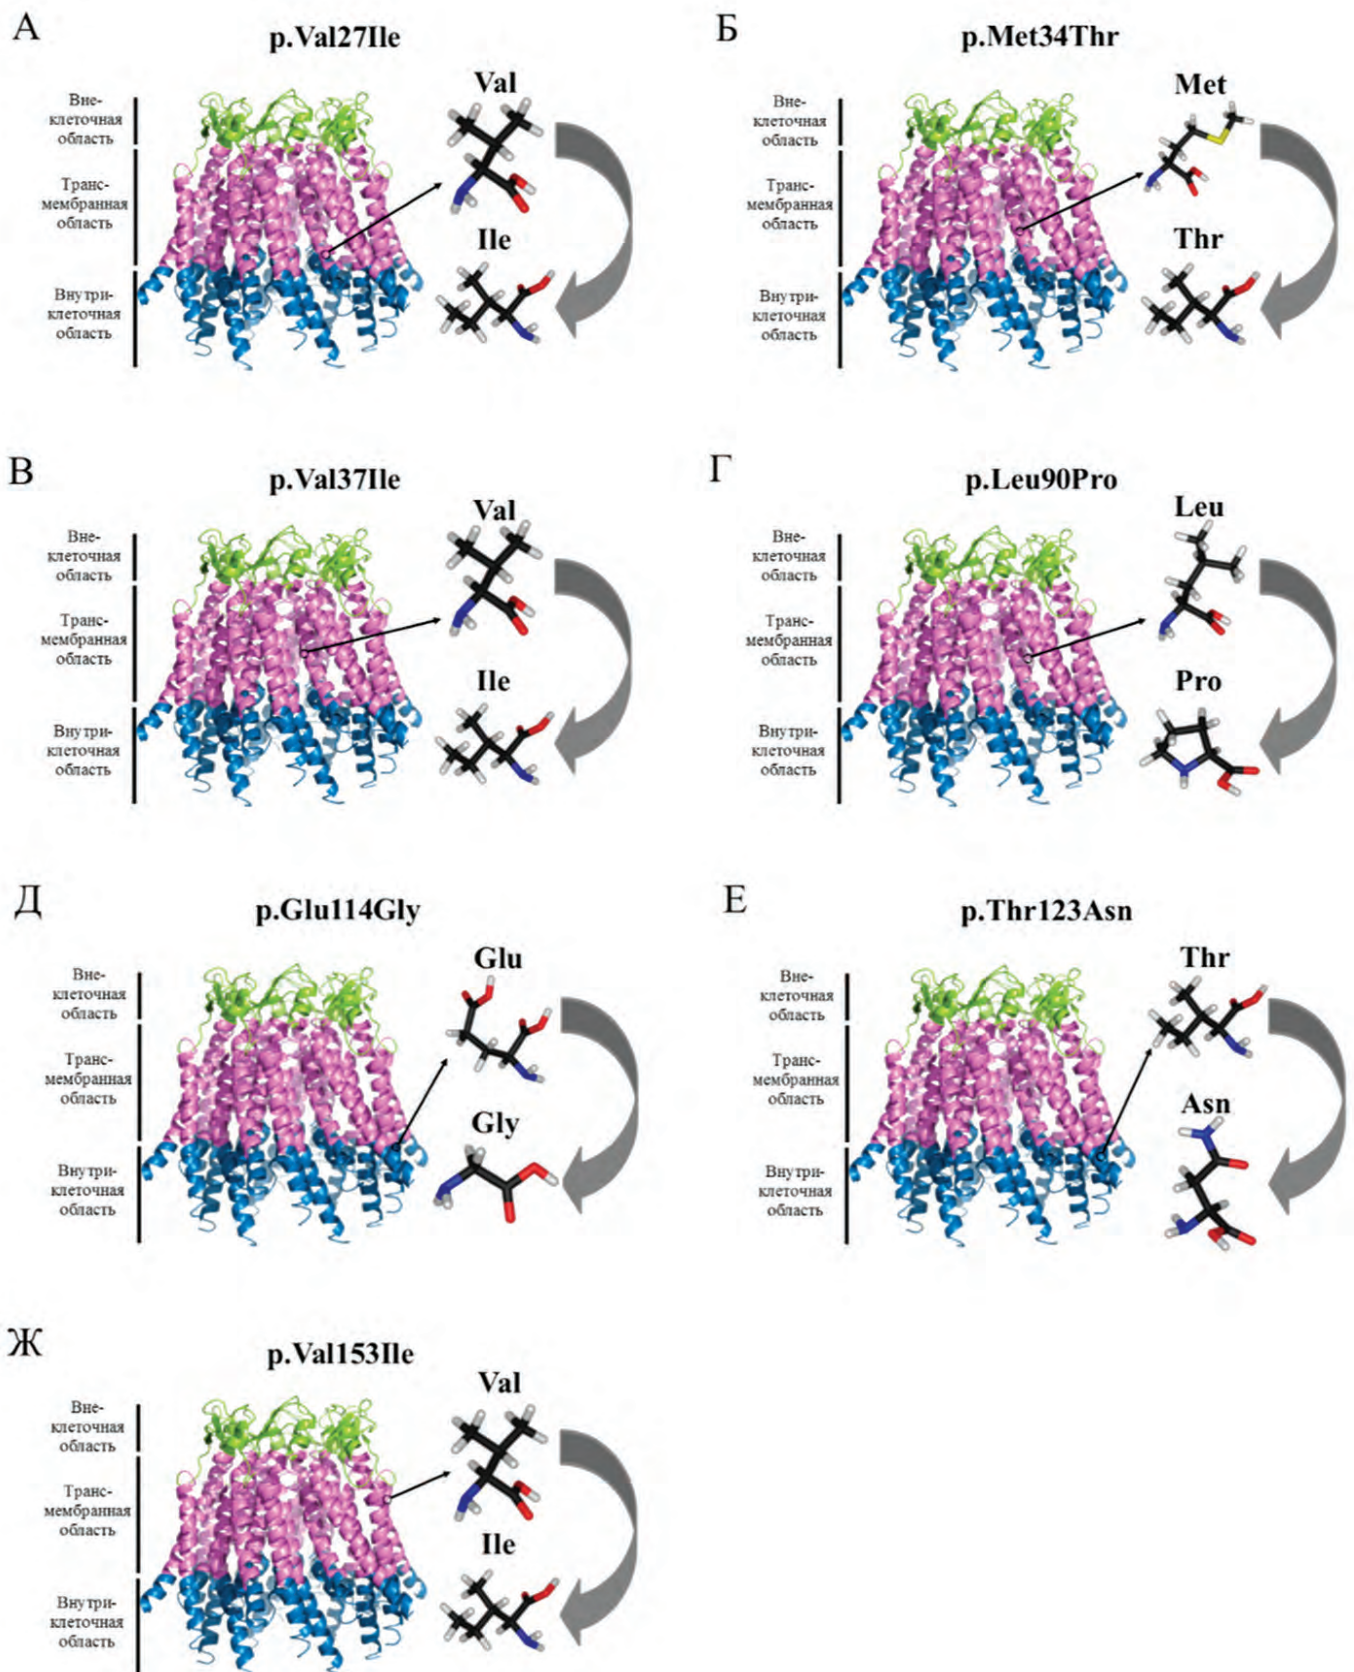 А
p.Val27Ile
Вне-
клеточная
область
Транс-
мембранная
область
Внутри-
клеточная
область
Val
Ile
Б
p.Met34Thr
Вне-
клеточная
область
Транс-
мембранная
область
Внутри-
клеточная
область
Met
Thr
В
p.Val37Ile
Вне-
клеточная
область
Транс-
мембранная
область
Внутри-
клеточная
область
Val
Ile
Г
p.Leu90Pro
Вне-
клеточная
область
Транс-
мембранная
область
Внутри-
клеточная
область
Leu
Pro
Д
p.Glu114Gly
Вне-
клеточная
область
Транс-
мембранная
область
Внутри-
клеточная
область
Glu
Gly
Е
p.Thr123Asn
Вне-
клеточная
область
Транс-
мембранная
область
Внутри-
клеточная
область
Thr
Asn
Ж
p.Val153Ile
Вне-
клеточная
область
Транс-
мембранная
область
Внутри-
клеточная
область
Val
Ile